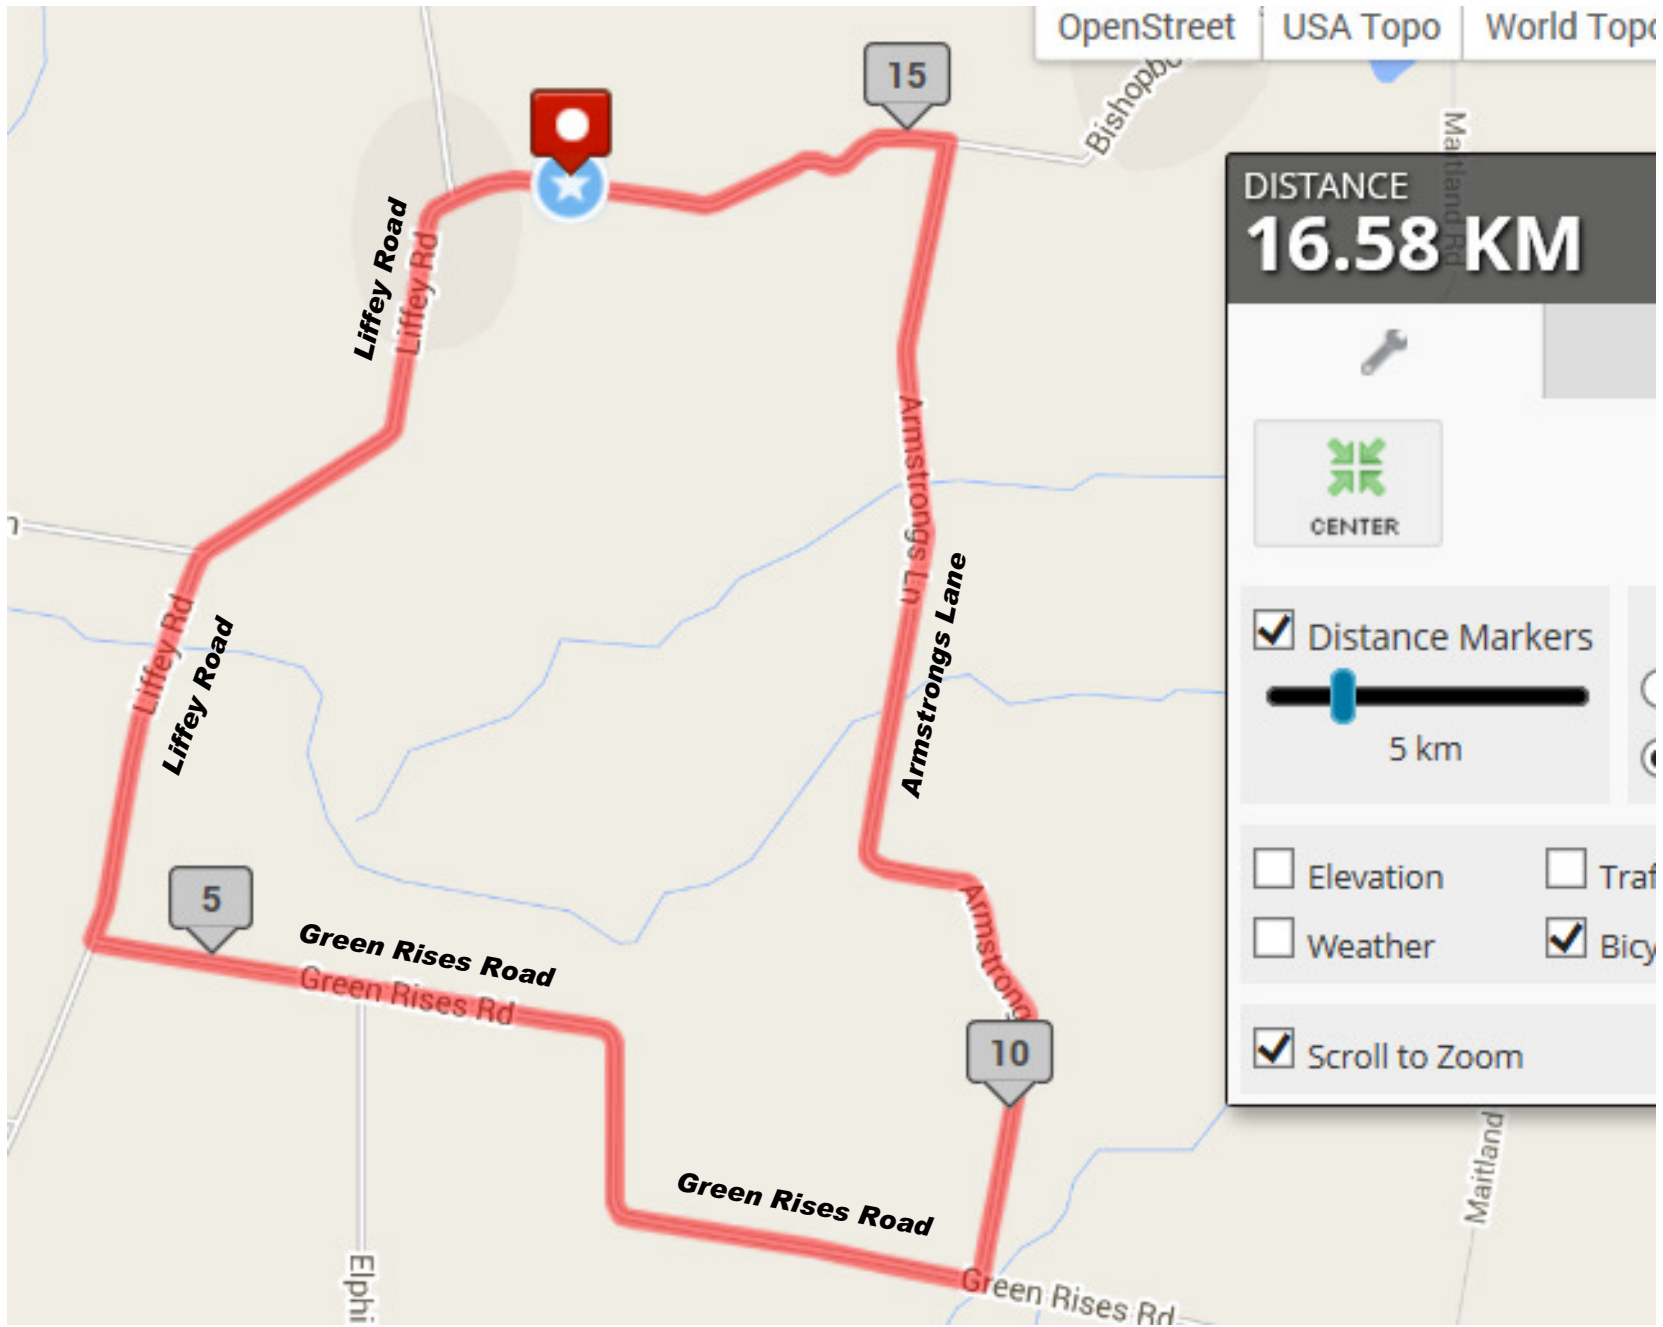 OpenStreet
USA Topo
World Topo
15
Bishopbo
Maitland Rd
DISTANCE
16.58 KM
Liffey Road
Liffey Rd
CENTER
Armstrongs Ln
Armstrongs Lane
n
Liffey Rd
Liffey Road
Distance Markers
5 km
5
Elevation
Traf
Weather
Bicy
Green Rises Road
Green Rises Rd
Armstrong
10
Scroll to Zoom
Maitland
Green Rises Road
Elphi
Green Rises Rd